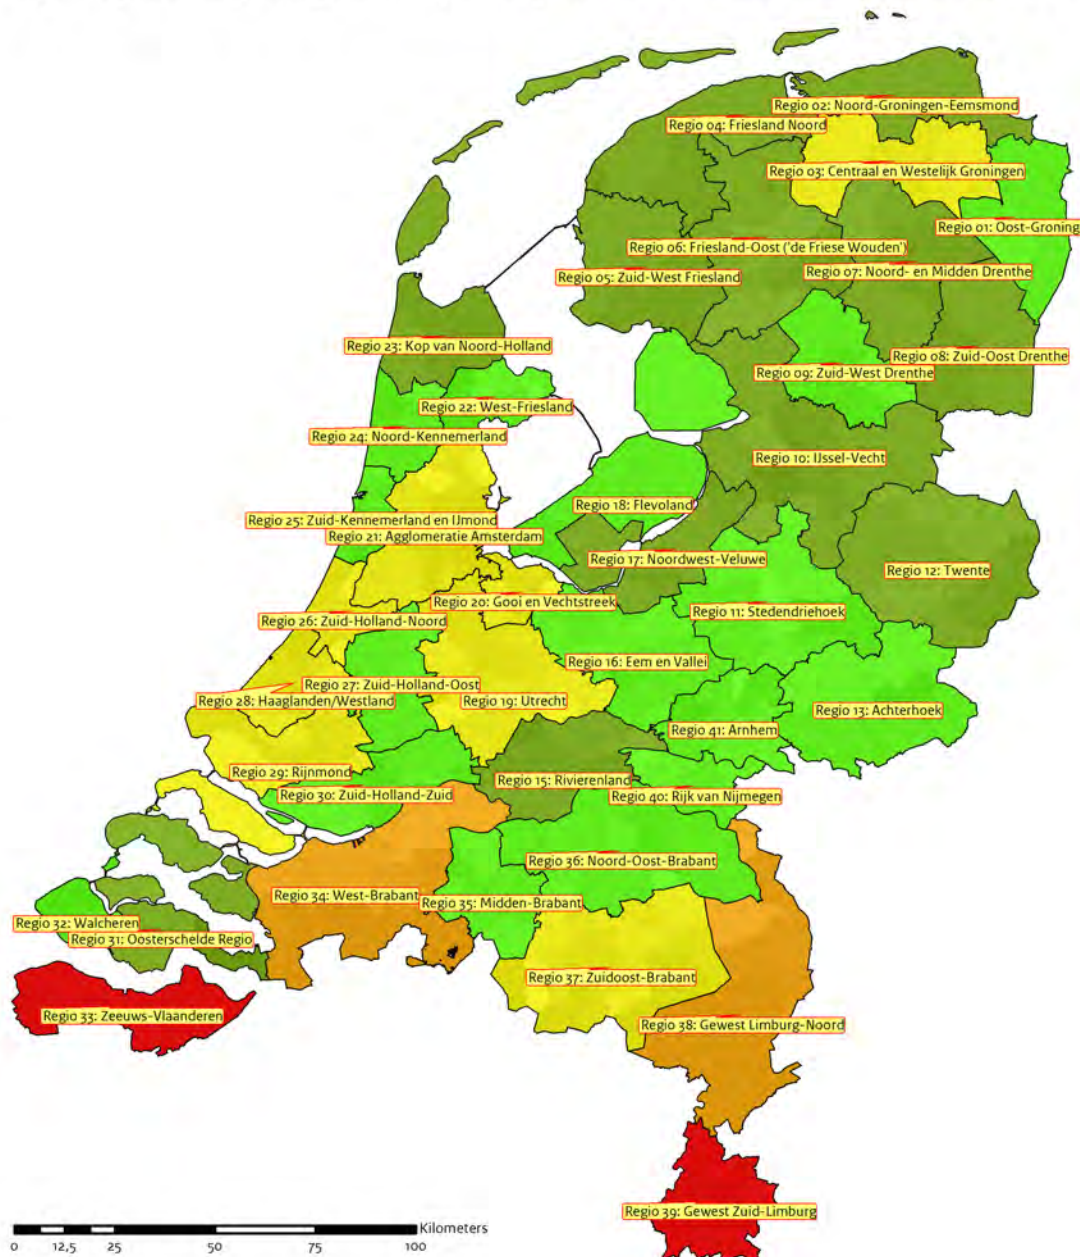 Regio 02: Noord-Groningen-Eemsmond
Regio 04: Friesland Noord
Regio 03: Centraal en Westelijk Groningen
Regio 01: Oost-Groning
Regio 06: Friesland-Oost ('de Friese Wouden')
Regio 07: Noord- en Midden Drenthe
Regio 05: Zuid-West Friesland
Regio 23: Kop van Noord-Holland
Regio 08: Zuid-Oost Drenthe
Regio 09: Zuid-West Drenthe
Regio 22: West-Friesland
Regio 24: Noord-Kennemerland
Regio 10: IJssel-Vecht
Regio 18: Flevoland
Regio 25: Zuid-Kennemerland en IJmond
Regio 21: Agglomeratie Amsterdam
Regio 17: Noordwest-Veluwe
Regio 12: Twente
Regio 20: Gooi en Vechtstreek
Regio 11: Stedendriehoek
Regio 26: Zuid-Holland-Noord
Regio 16: Eem en Vallei
Regio 27: Zuid-Holland-Oost
Regio 28: Haaglanden/Westland
Regio 19: Utrecht
Regio 13: Achterhoek
Regio 41: Arnhem
Regio 29: Rijnmond
Regio 15: Rivierenland
Regio 30: Zuid-Holland-Zuid
Regio 40: Rijk van Nijmegen
Regio 36: Noord-Oost-Brabant
Regio 34: West-Brabant
Regio 35: Midden-Brabant
Regio 32: Walcheren
Regio 31: Oosterschelde Regio
Regio 37: Zuidoost-Brabant
Regio 33: Zeeuws-Vlaanderen
Regio 38: Gewest Limburg-Noord
Regio 39: Gewest Zuid-Limburg
Kilometers
0 12,5 25 50 75 100